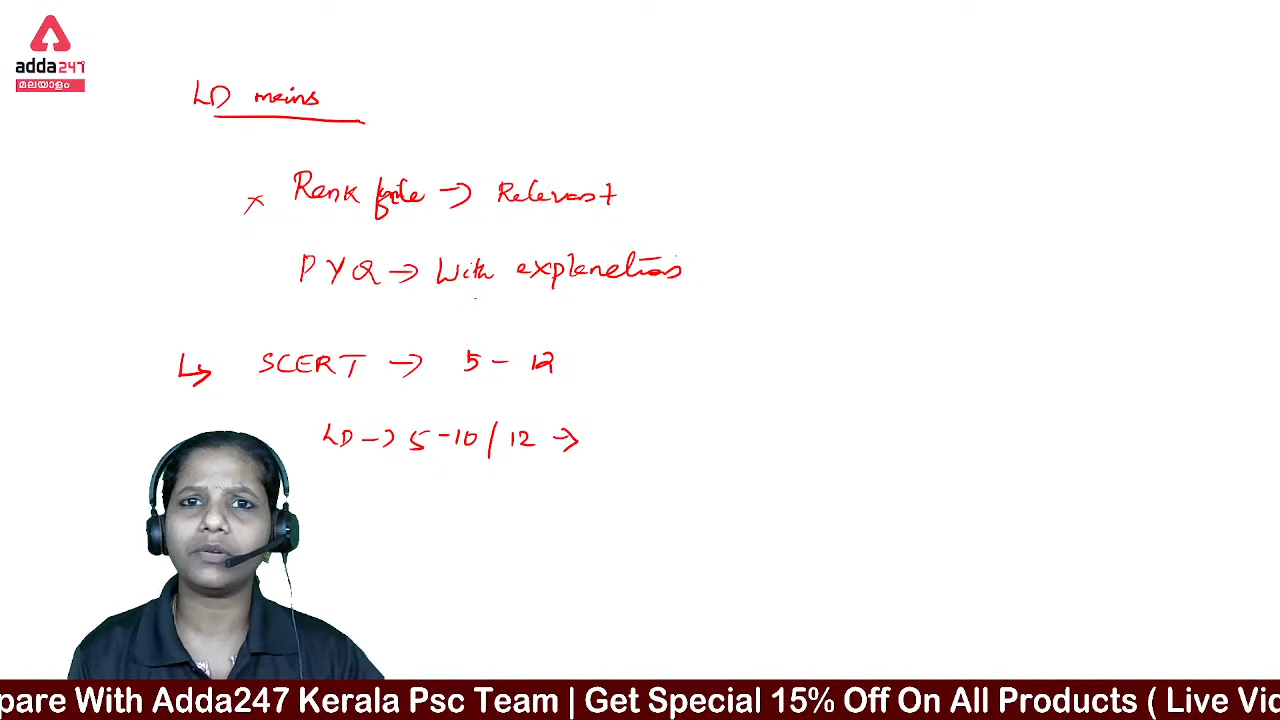 adda247
മലയാളം
LD mains
x Rank file → Relevant
PYQ → With explanations
↳ SCERT → 5 - 12
LD → 5 - 10 / 12 →
pare With Adda247 Kerala Psc Team | Get Special 15% Off On All Products ( Live Vid